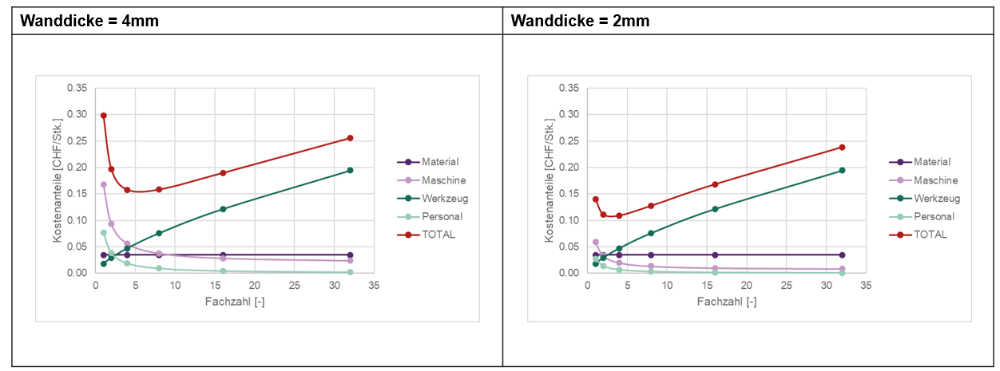 Wanddicke = 4mm
Wanddicke = 2mm
0.35
0.30
0.25
0.20
0.15
0.10
0.05
0.00
Kostenanteile [CHF/Stk.]
0 5 10 15 20 25 30 35
Fachzahl [-]
Material
Maschine
Werkzeug
Personal
TOTAL
0.35
0.30
0.25
0.20
0.15
0.10
0.05
0.00
Kostenanteile [CHF/Stk.]
0 5 10 15 20 25 30 35
Fachzahl [-]
Material
Maschine
Werkzeug
Personal
TOTAL